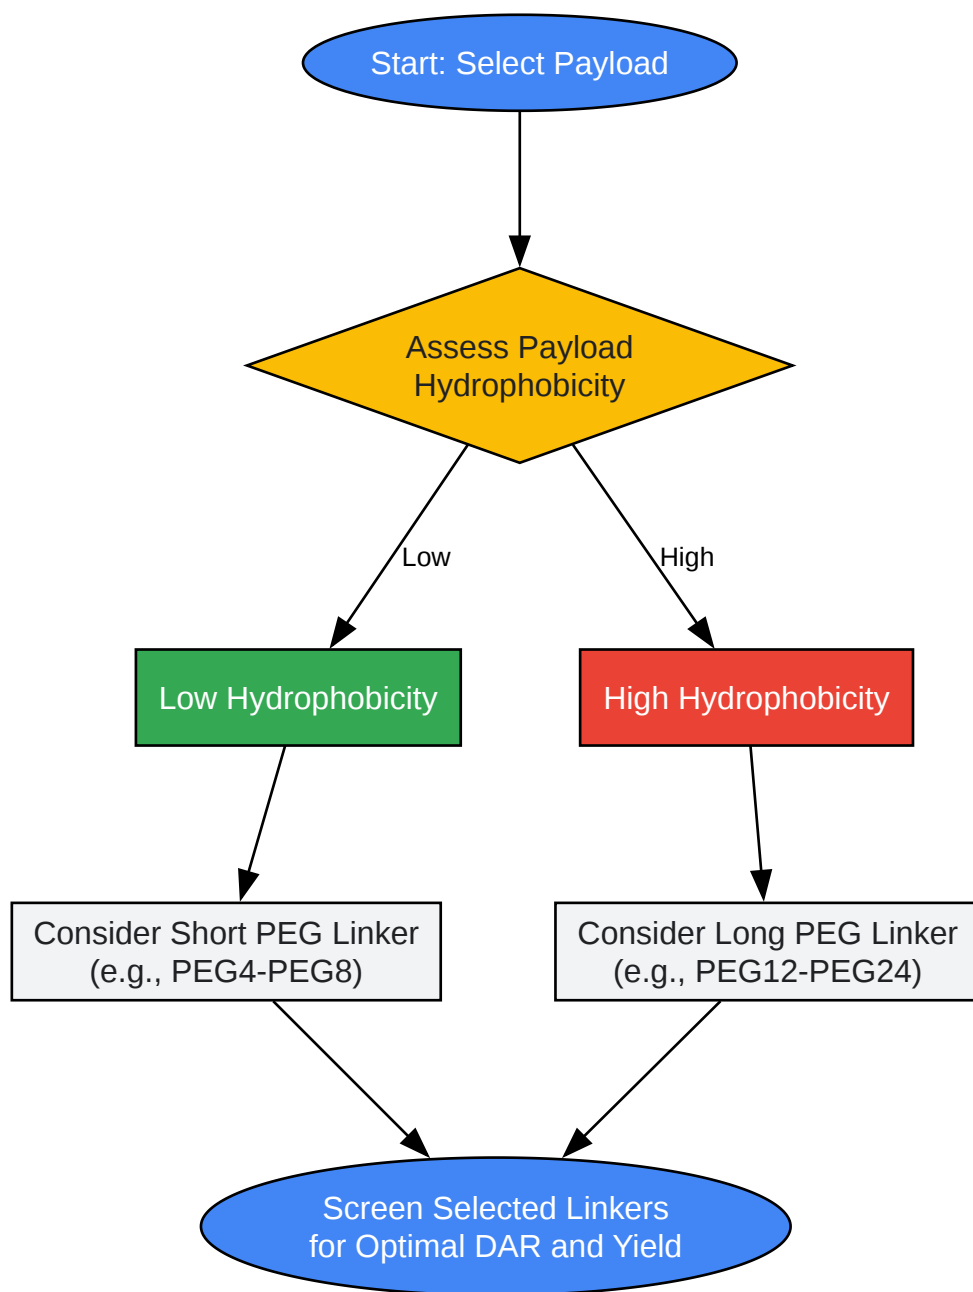 Start: Select Payload
Assess Payload
Hydrophobicity
Low
High
Low Hydrophobicity
High Hydrophobicity
Consider Short PEG Linker
(e.g., PEG4-PEG8)
Consider Long PEG Linker
(e.g., PEG12-PEG24)
Screen Selected Linkers
for Optimal DAR and Yield